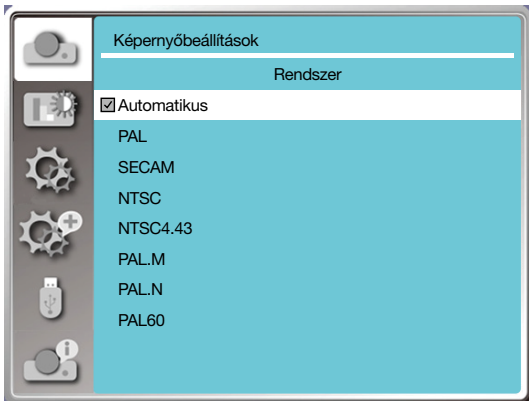 Képernyőbeállítások
Rendszer
Automatikus
PAL
SECAM
NTSC
NTSC4.43
PAL.M
PAL.N
PAL60